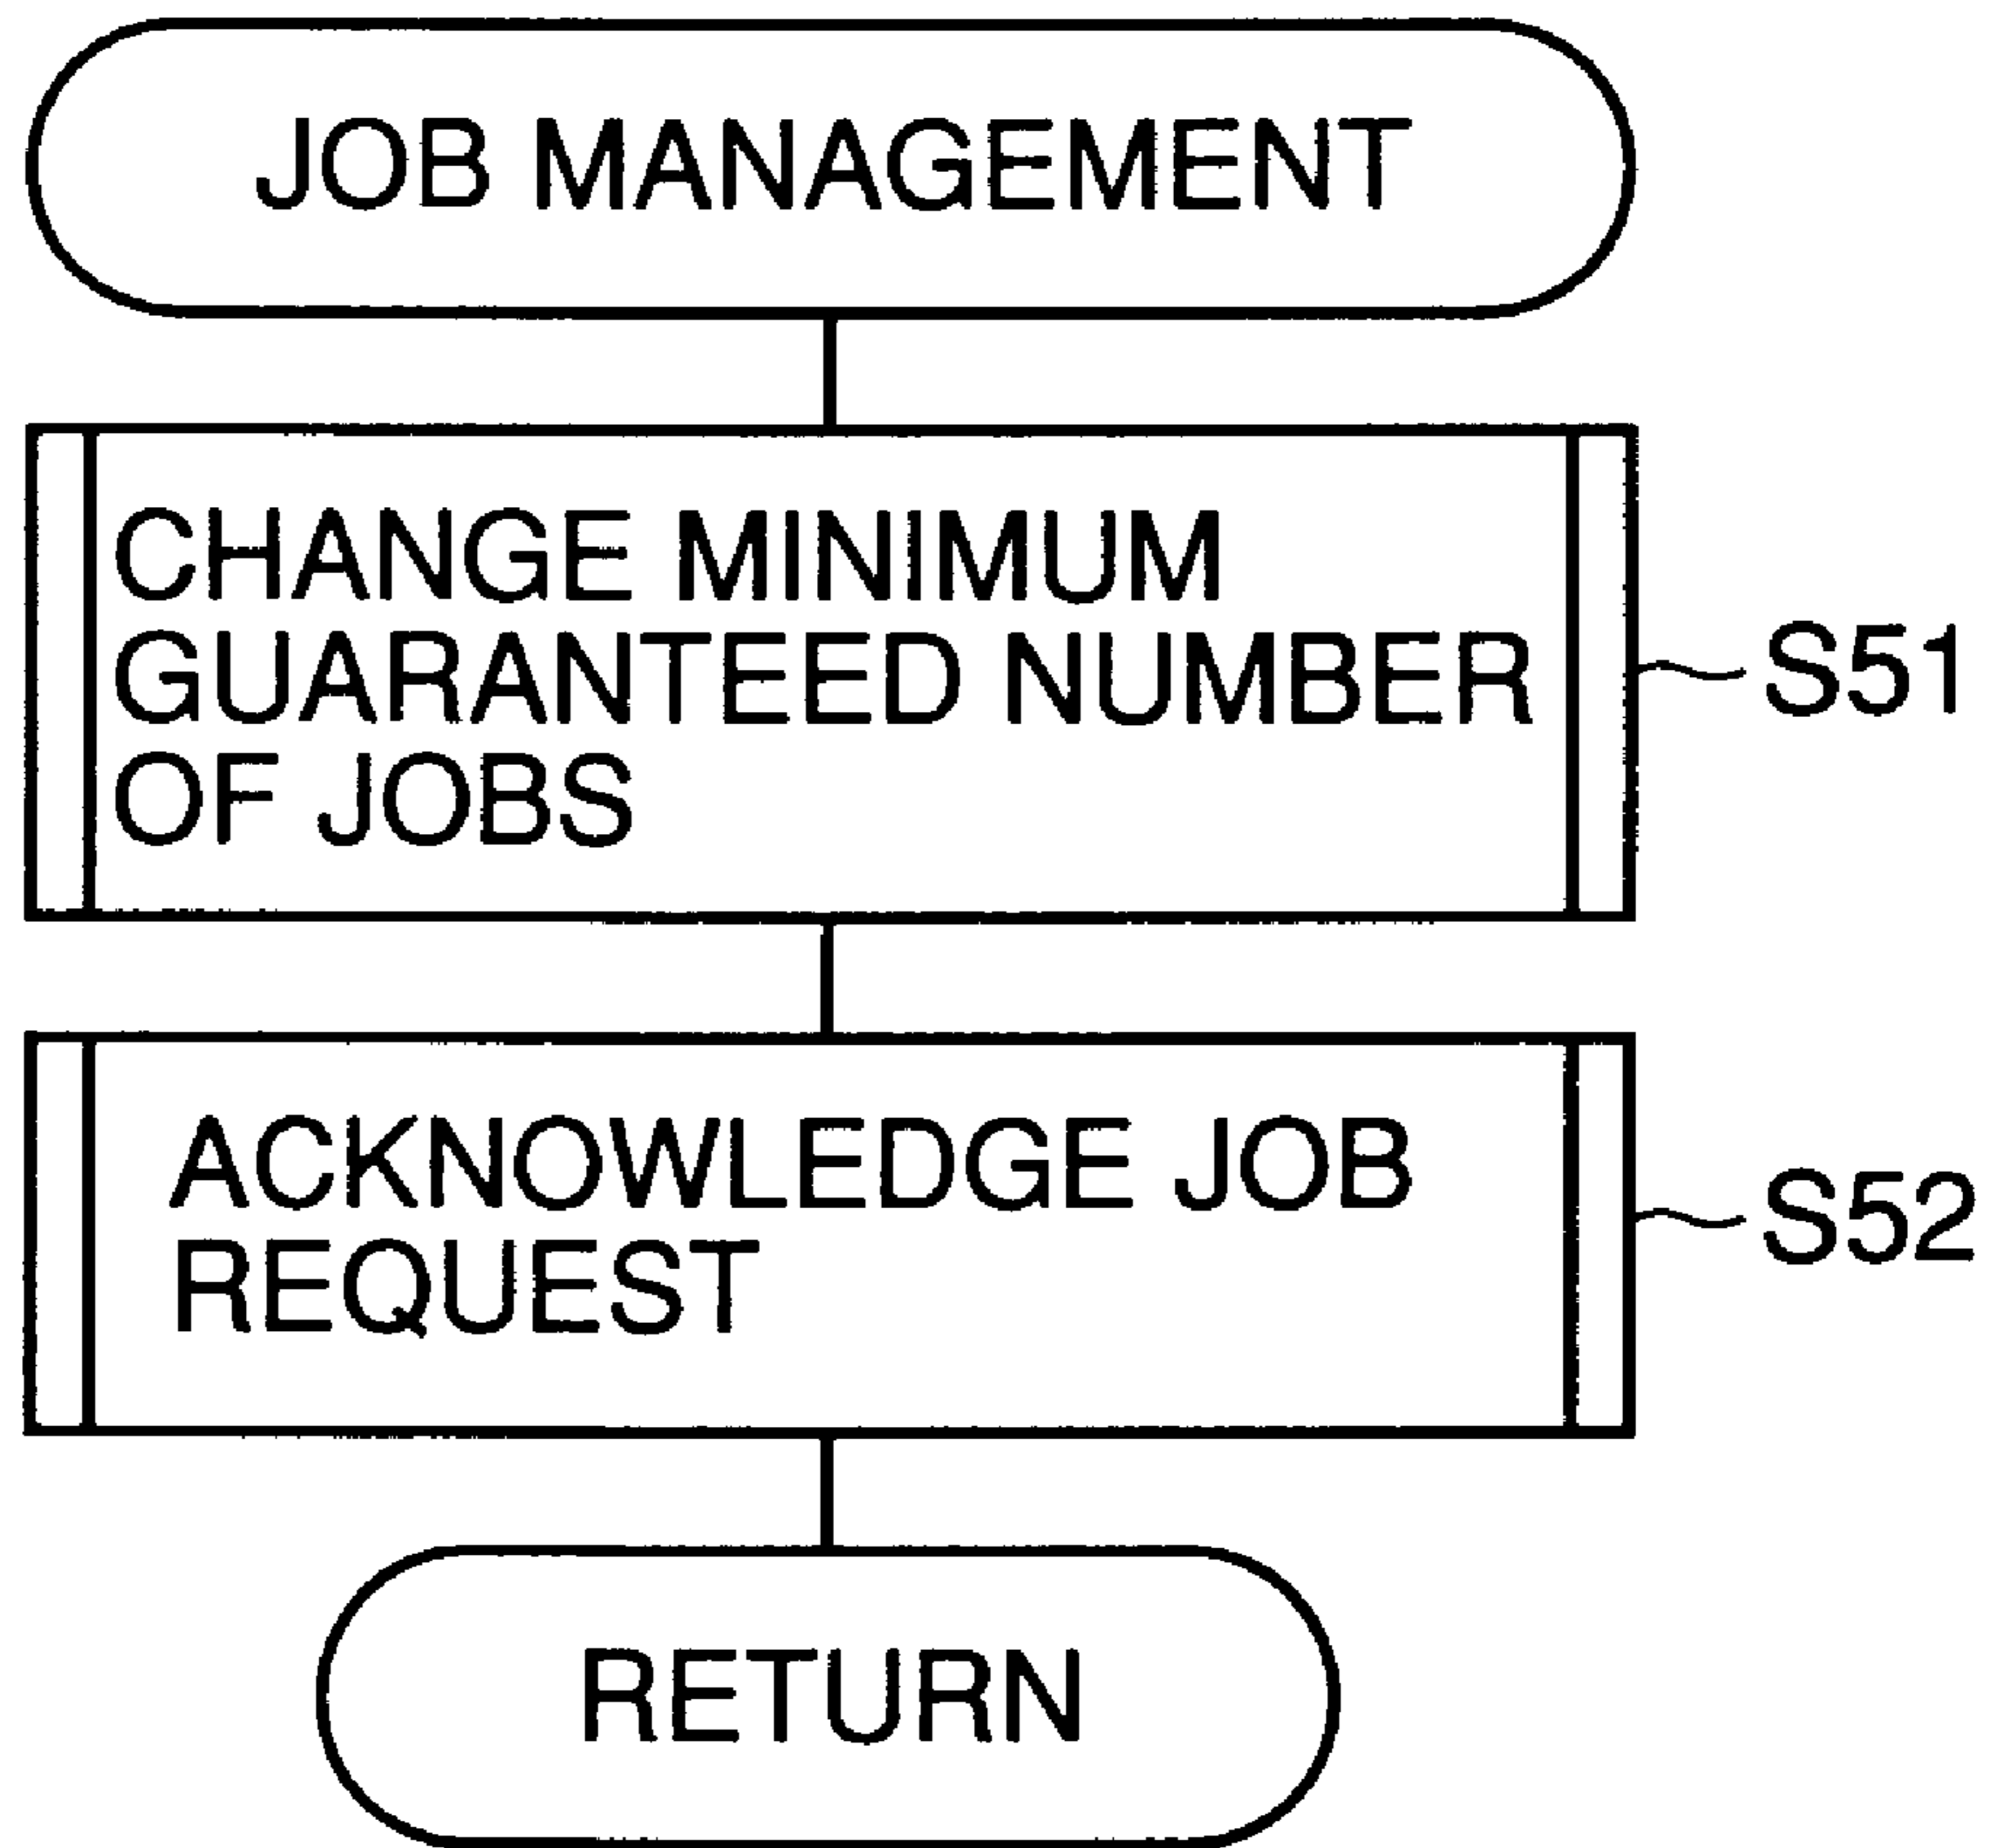 JOB MANAGEMENT
CHANGE MINIMUM
GUARANTEED NUMBER
OF JOBS
S51
ACKNOWLEDGE JOB
REQUEST
S52
RETURN